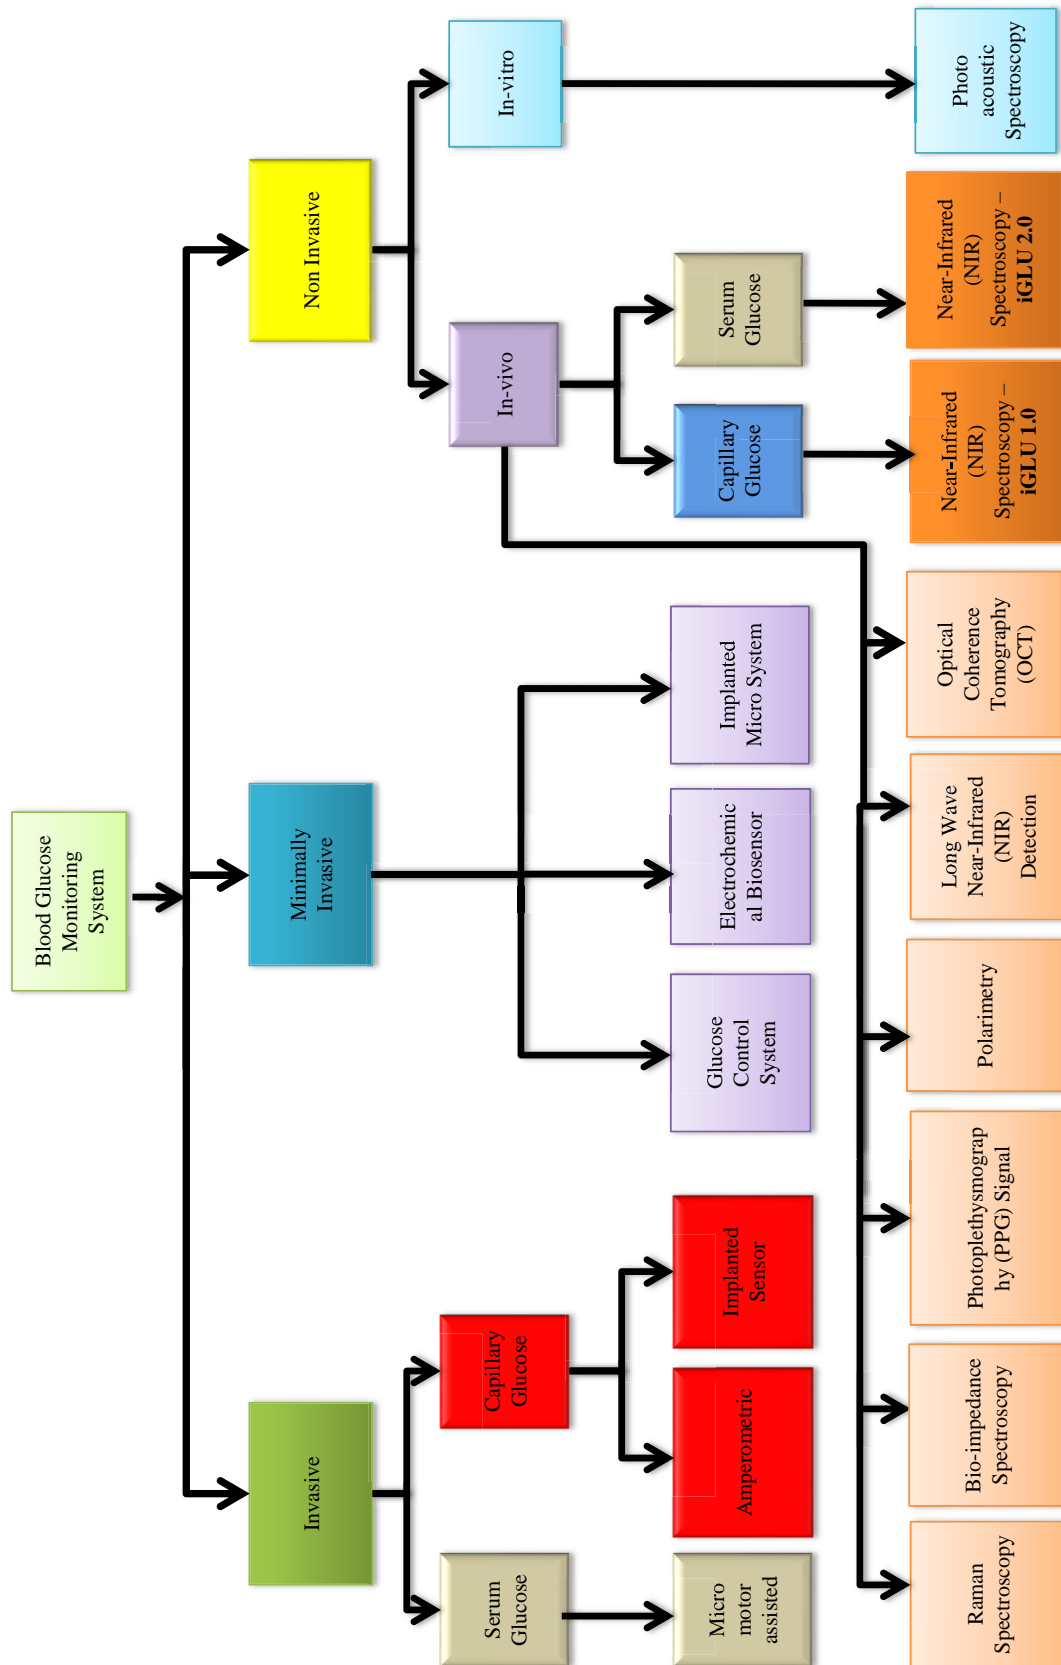 Blood Glucose
Monitoring
System
Invasive
Minimally
Invasive
Non Invasive
Serum
Glucose
Capillary
Glucose
In-vivo
In-vitro
Micro
motor
assisted
Amperometric
Implanted
Sensor
Glucose
Control
System
Electrochemic
al Biosensor
Implanted
Micro System
Capillary
Glucose
Serum
Glucose
Raman
Spectroscopy
Bio-impedance
Spectroscopy
Photoplethysmograp
hy (PPG) Signal
Polarimetry
Long Wave
Near-Infrared
(NIR)
Detection
Optical
Coherence
Tomography
(OCT)
Near-Infrared
(NIR)
Spectroscopy –
iGLU 1.0
Near-Infrared
(NIR)
Spectroscopy –
iGLU 2.0
Photo
acoustic
Spectroscopy